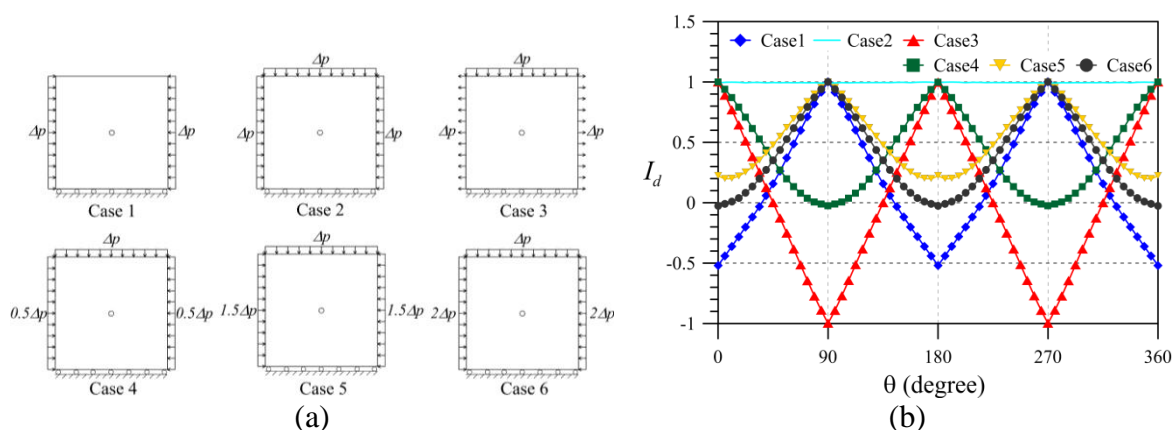 Δp
Δp
Case 1
Δp
Δp
Δp
Case 2
Δp
Δp
Δp
Case 3
Δp
0.5Δp
0.5Δp
Case 4
Δp
1.5Δp
1.5Δp
Case 5
Δp
2Δp
2Δp
Case 6
(a)
1.5
1
0.5
0
-0.5
-1
I_d
Case1 Case2 Case3
Case4 Case5 Case6
0 90 180 270 360
θ (degree)
(b)